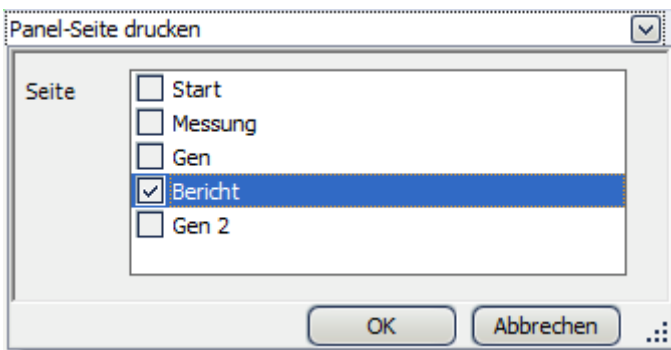 Panel-Seite drucken
Seite
Start
Messung
Gen
Bericht
Gen 2
OK
Abbrechen